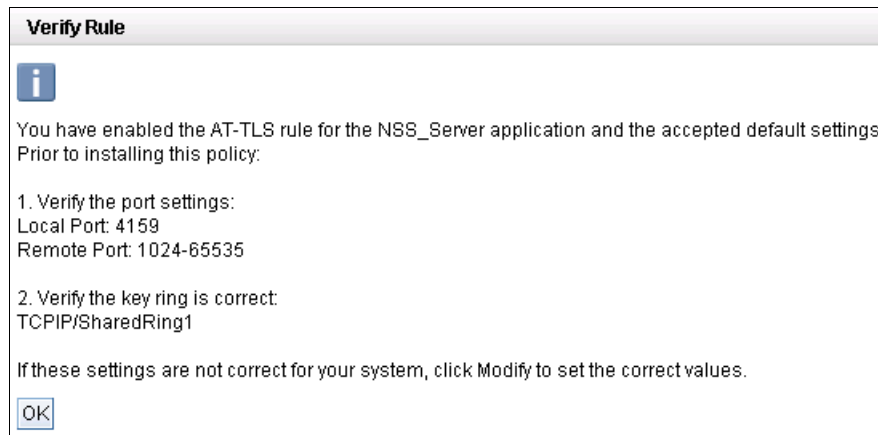 Verify Rule
i
You have enabled the AT-TLS rule for the NSS_Server application and the accepted default settings
Prior to installing this policy:
1. Verify the port settings:
Local Port: 4159
Remote Port: 1024-65535
2. Verify the key ring is correct:
TCPIP/SharedRing1
If these settings are not correct for your system, click Modify to set the correct values.
OK